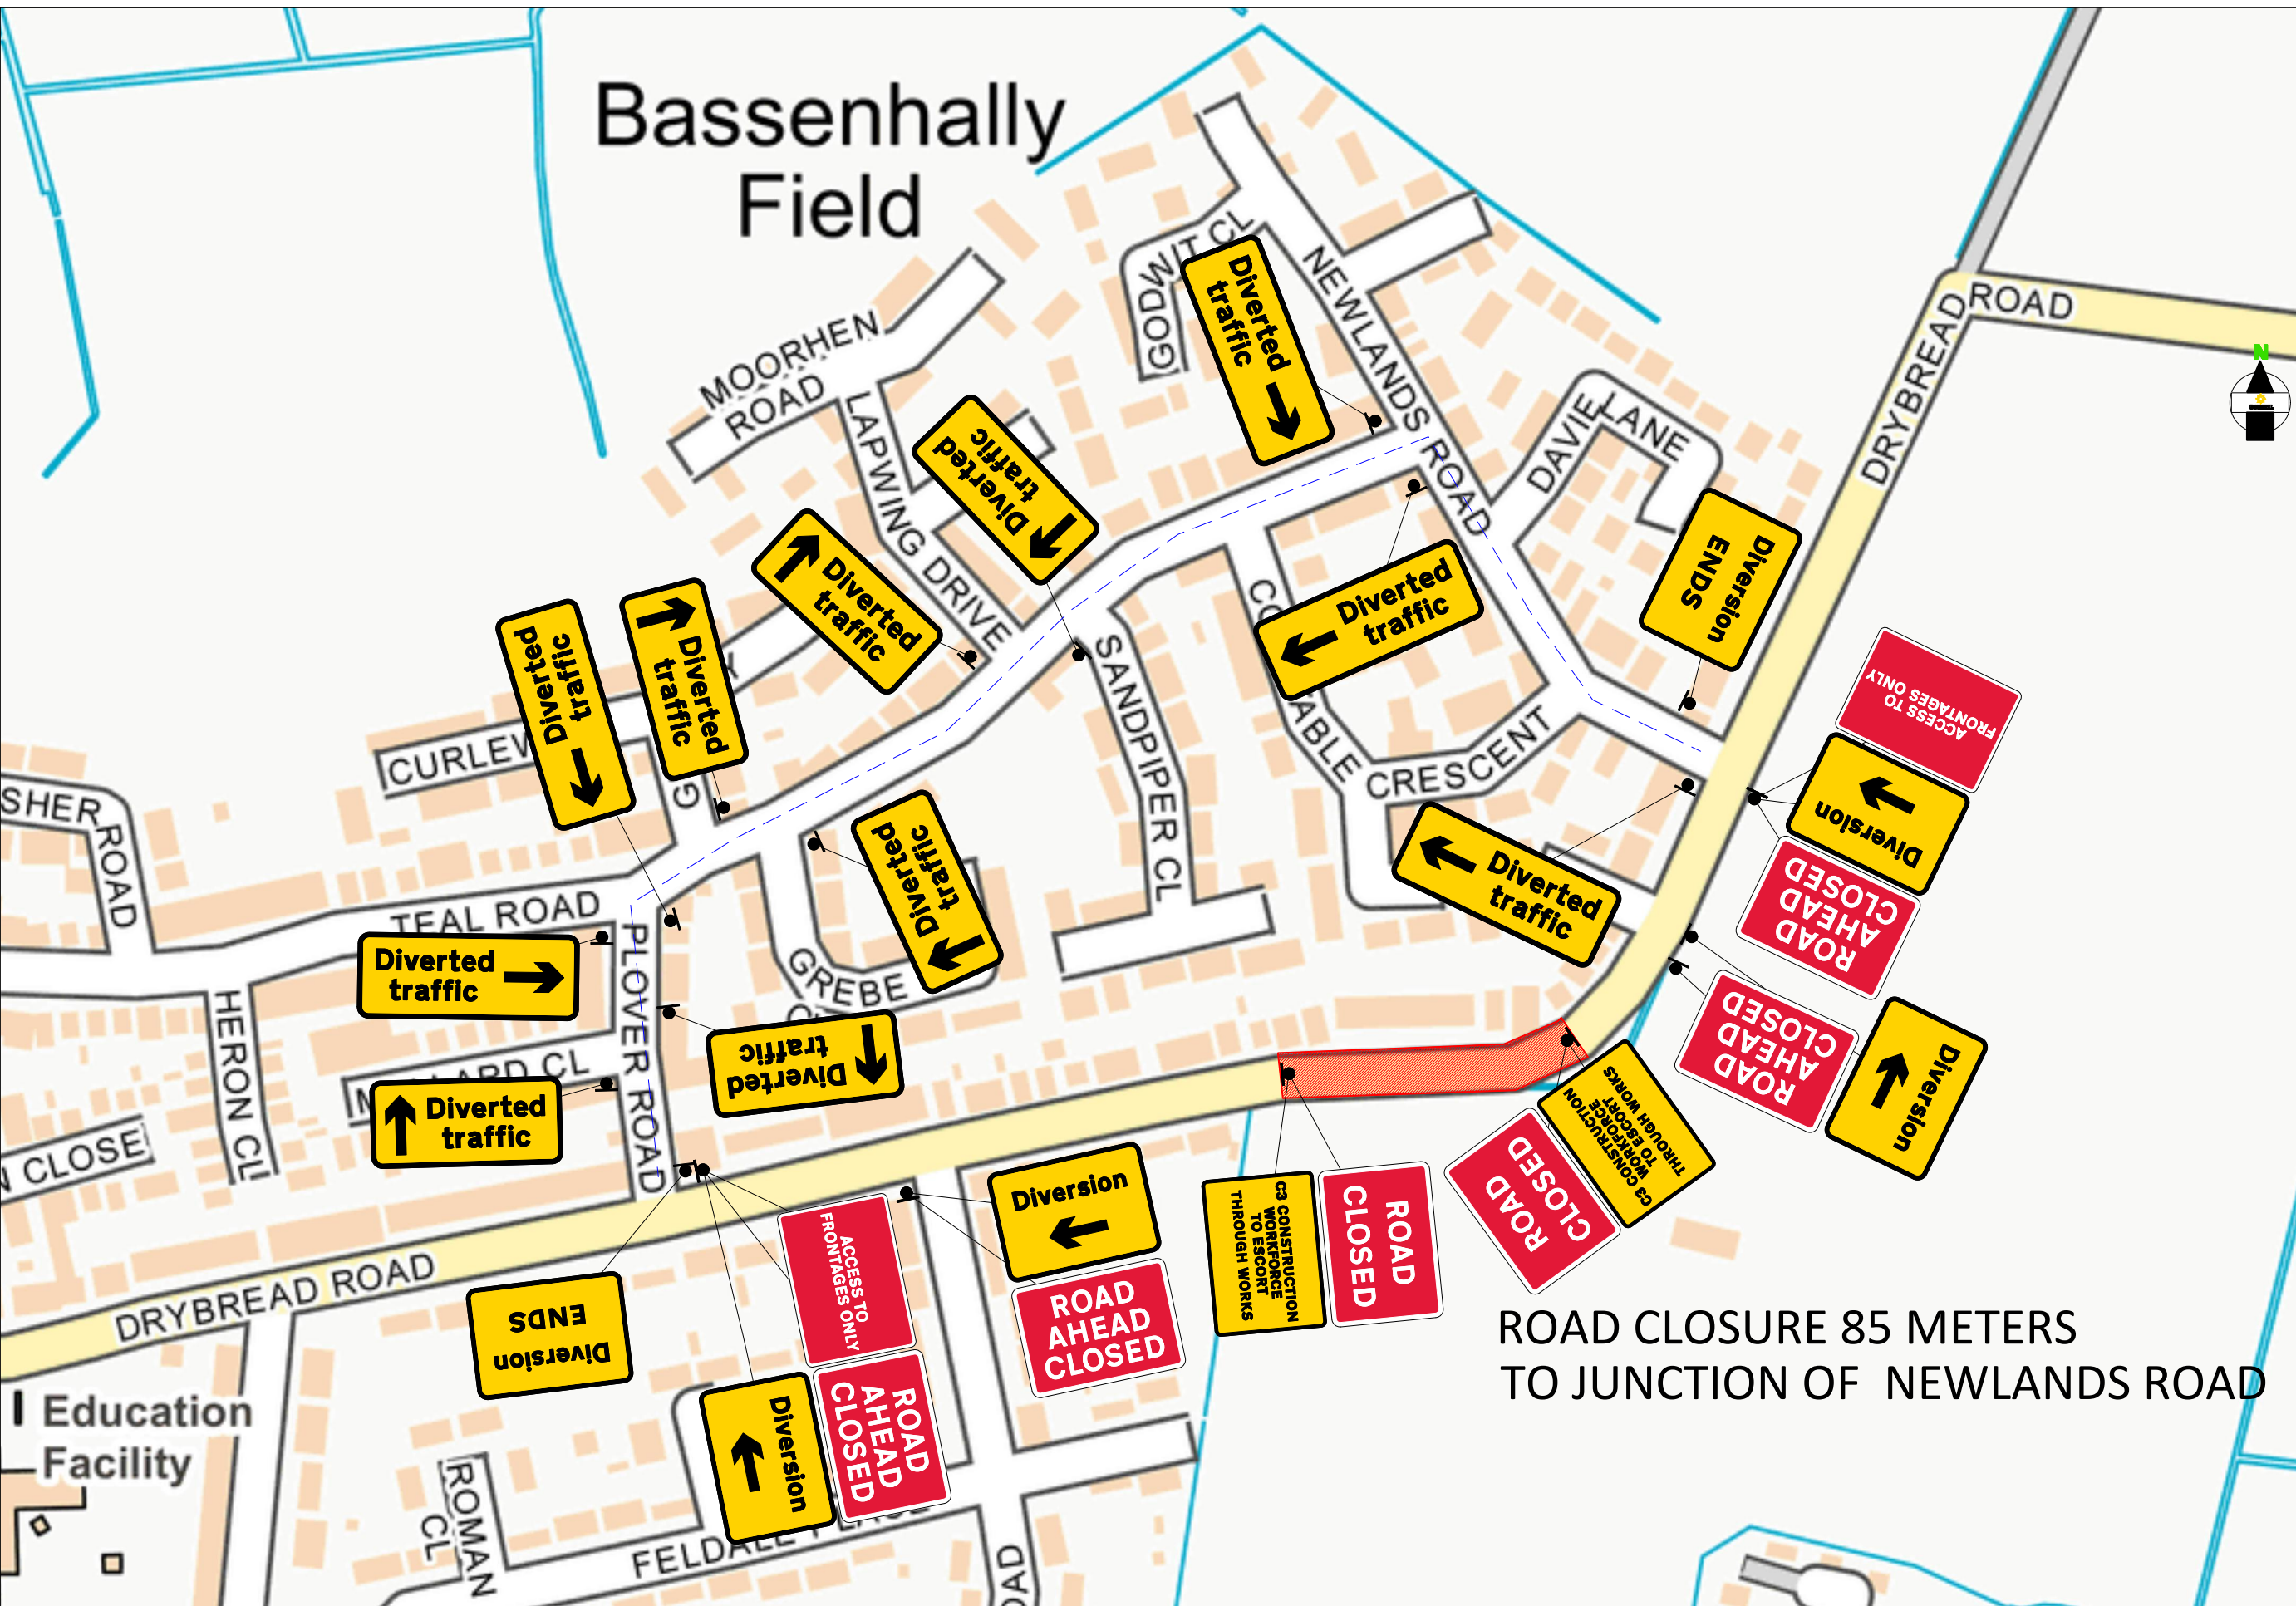 Bassenhally
Field
N
ROAD
DRYBREAD
GODWIT CL
NEWLANDS ROAD
MOORHEN
ROAD
LAPWING DRIVE
DAVIE LANE
Diverted
traffic
Diverted
traffic
Diverted
traffic
Diverted
traffic
Diverted
traffic
Diverted
traffic
Diversion
ENDS
ACCESS TO
FRONTAGES ONLY
Diversion
ROAD
AHEAD
CLOSED
CURLEW
SANDPIPER CL
CRESCENT
SHER ROAD
TEAL ROAD
PLOVER ROAD
GREBE
Diverted
traffic
Diverted
traffic
Diverted
traffic
Diverted
traffic
Diverted
traffic
HERON CL
N CLOSE
ROAD
AHEAD
CLOSED
Diversion
C3 CONSTRUCTION
WORKFORCE
TO ESCORT
THROUGH WORKS
ROAD
CLOSED
C3 CONSTRUCTION
WORKFORCE
TO ESCORT
THROUGH WORKS
ROAD
CLOSED
Diversion
ROAD
AHEAD
CLOSED
ACCESS TO
FRONTAGES ONLY
DRYBREAD ROAD
Diversion
ENDS
Diversion
ROAD
AHEAD
CLOSED
ROAD CLOSURE 85 METERS
TO JUNCTION OF NEWLANDS ROAD
Education
Facility
ROMAN
CL
FELDALE PLACE
OAD